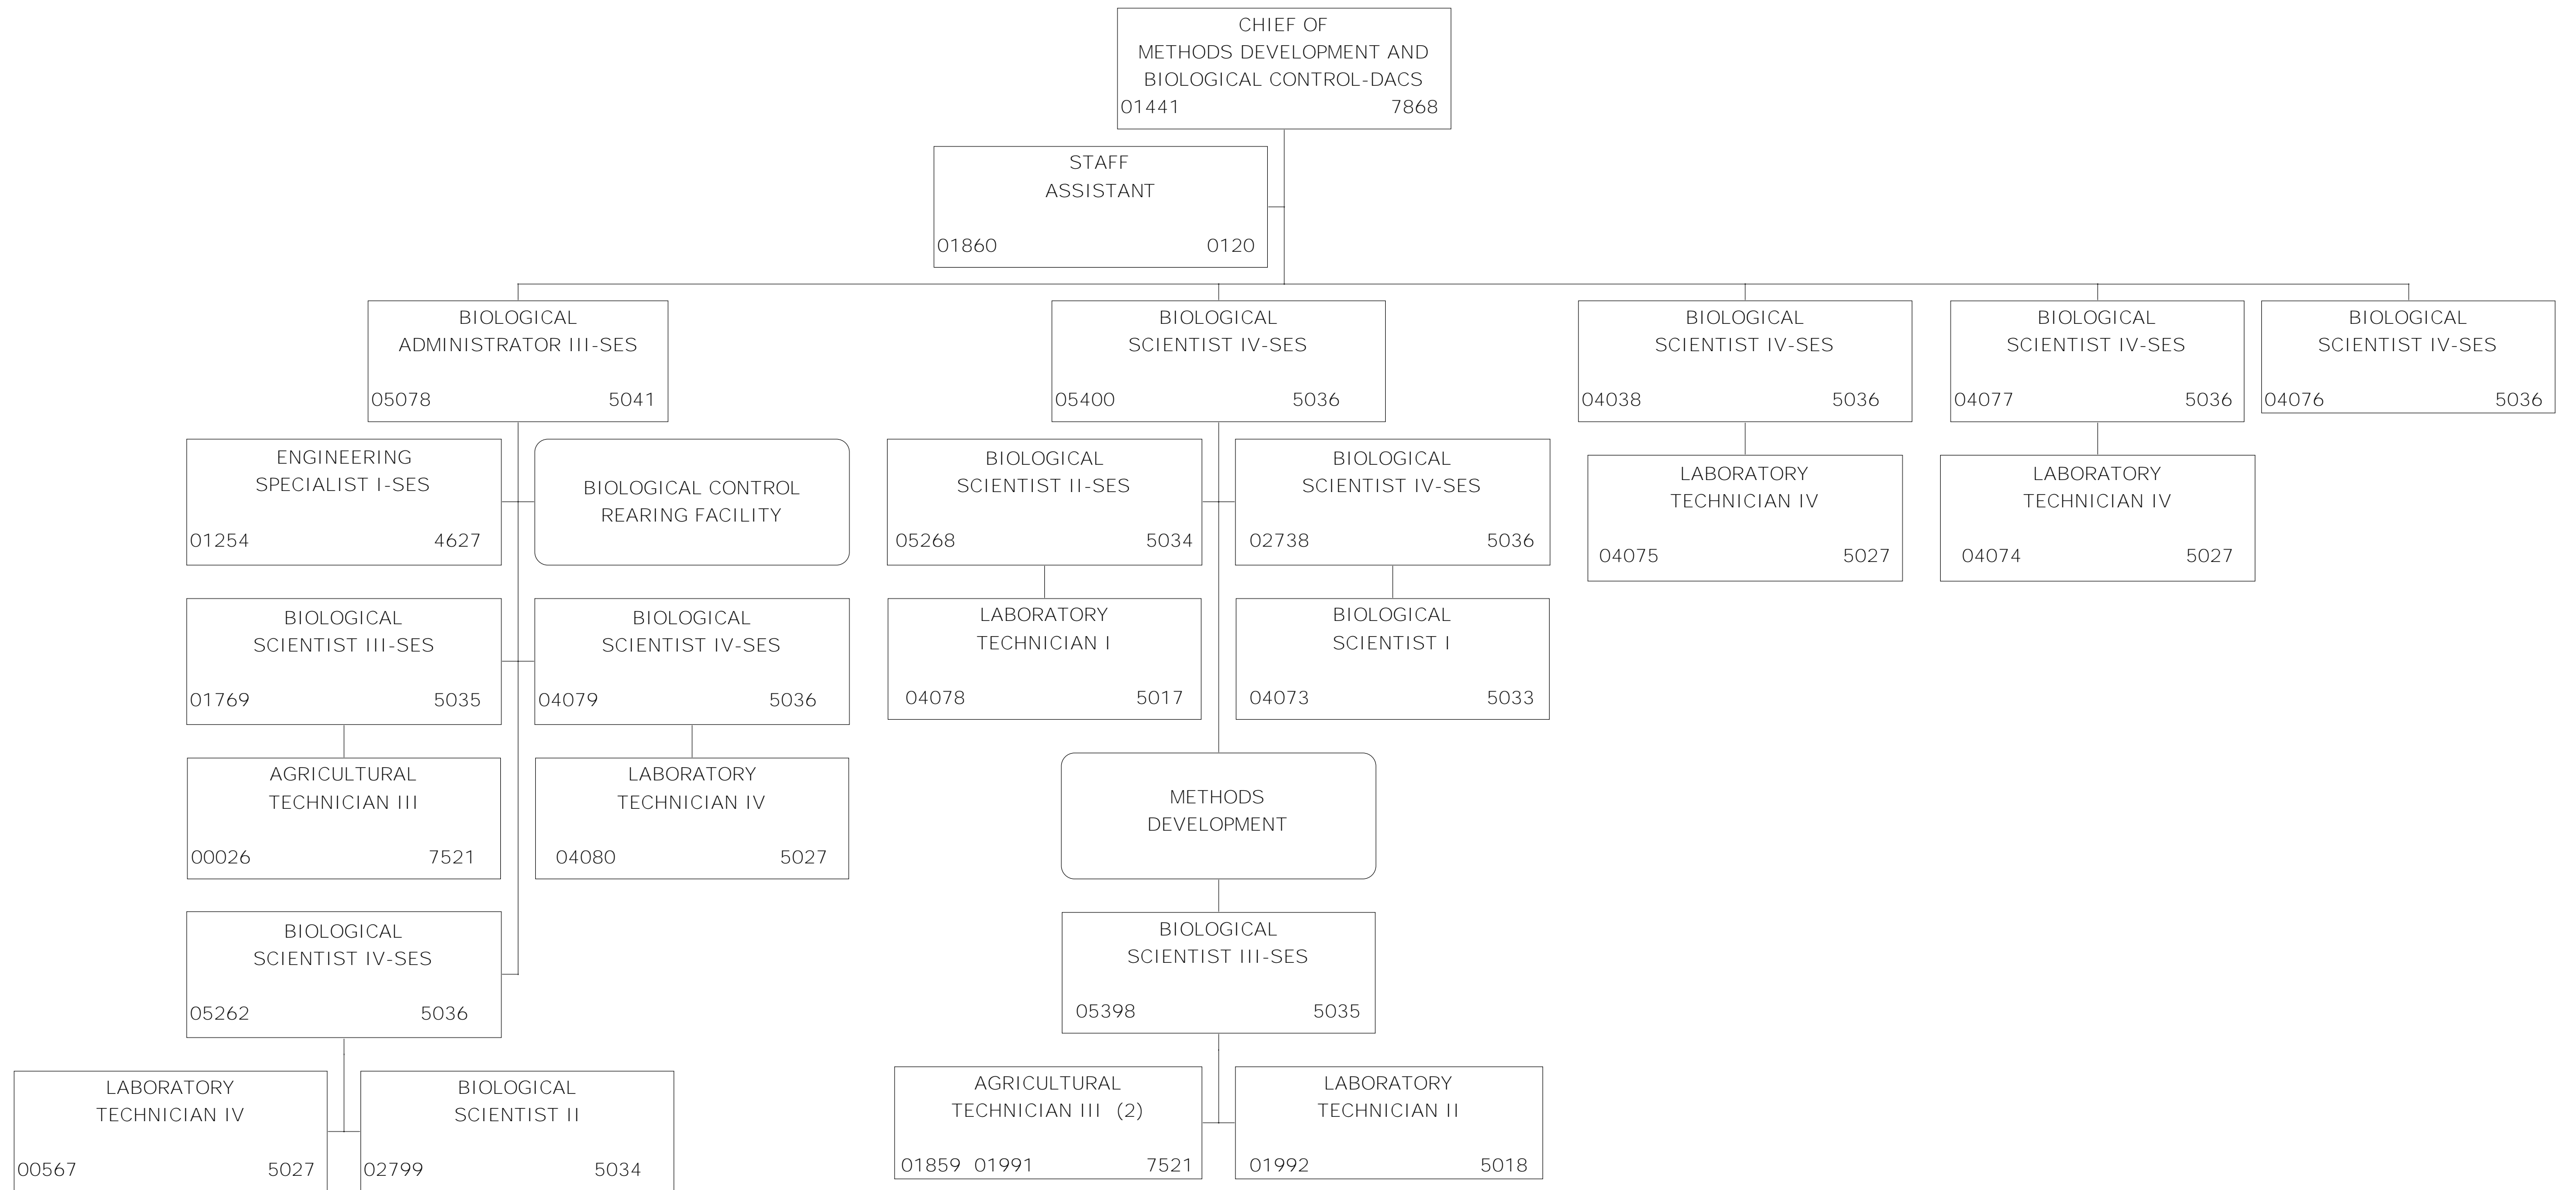 CHIEF OF
METHODS DEVELOPMENT AND
BIOLOGICAL CONTROL-DACS
01441 7868
STAFF
ASSISTANT
01860 0120
BIOLOGICAL
ADMINISTRATOR III-SES
05078 5041
BIOLOGICAL
SCIENTIST IV-SES
05400 5036
BIOLOGICAL
SCIENTIST IV-SES
04038 5036
BIOLOGICAL
SCIENTIST IV-SES
04077 5036
BIOLOGICAL
SCIENTIST IV-SES
04076 5036
ENGINEERING
SPECIALIST I-SES
01254 4627
BIOLOGICAL CONTROL
REARING FACILITY
BIOLOGICAL
SCIENTIST II-SES
05268 5034
BIOLOGICAL
SCIENTIST IV-SES
02738 5036
LABORATORY
TECHNICIAN IV
04075 5027
LABORATORY
TECHNICIAN IV
04074 5027
BIOLOGICAL
SCIENTIST III-SES
01769 5035
BIOLOGICAL
SCIENTIST IV-SES
04079 5036
LABORATORY
TECHNICIAN I
04078 5017
BIOLOGICAL
SCIENTIST I
04073 5033
AGRICULTURAL
TECHNICIAN III
00026 7521
LABORATORY
TECHNICIAN IV
04080 5027
METHODS
DEVELOPMENT
BIOLOGICAL
SCIENTIST IV-SES
05262 5036
BIOLOGICAL
SCIENTIST III-SES
05398 5035
LABORATORY
TECHNICIAN IV
00567 5027
BIOLOGICAL
SCIENTIST II
02799 5034
AGRICULTURAL
TECHNICIAN III (2)
01859 01991 7521
LABORATORY
TECHNICIAN II
01992 5018